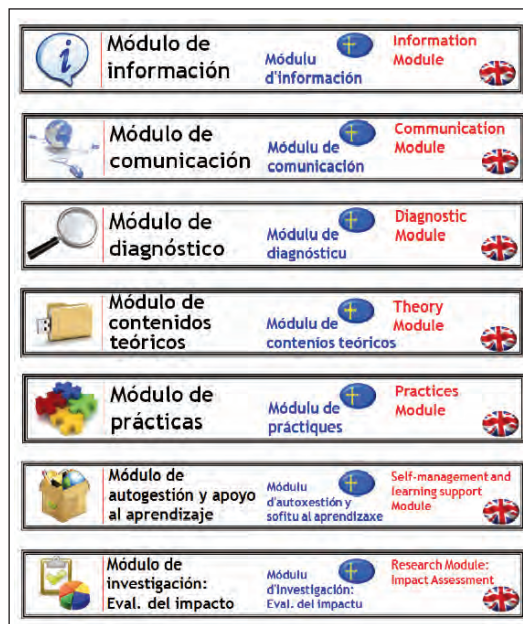 Módulo de
información
Módulu
d'información
Information
Module
Módulo de
comunicación
Módulu de
comunicación
Communication
Module
Módulo de
diagnóstico
Módulu de
diagnósticu
Diagnostic
Module
Módulo de
contenidos
teóricos
Módulu de
conteníos teóricos
Theory
Module
Módulo de
prácticas
Módulu de
práctiques
Practices
Module
Módulo de
autogestión y apoyo
al aprendizaje
Módulu
d'autoxestión y
sofitu al aprendizaxe
Self-management and
learning support
Module
Módulo de
investigación:
Eval. del impacto
Módulu
d'Investigación:
Eval. del impactu
Research Module:
Impact Assessment